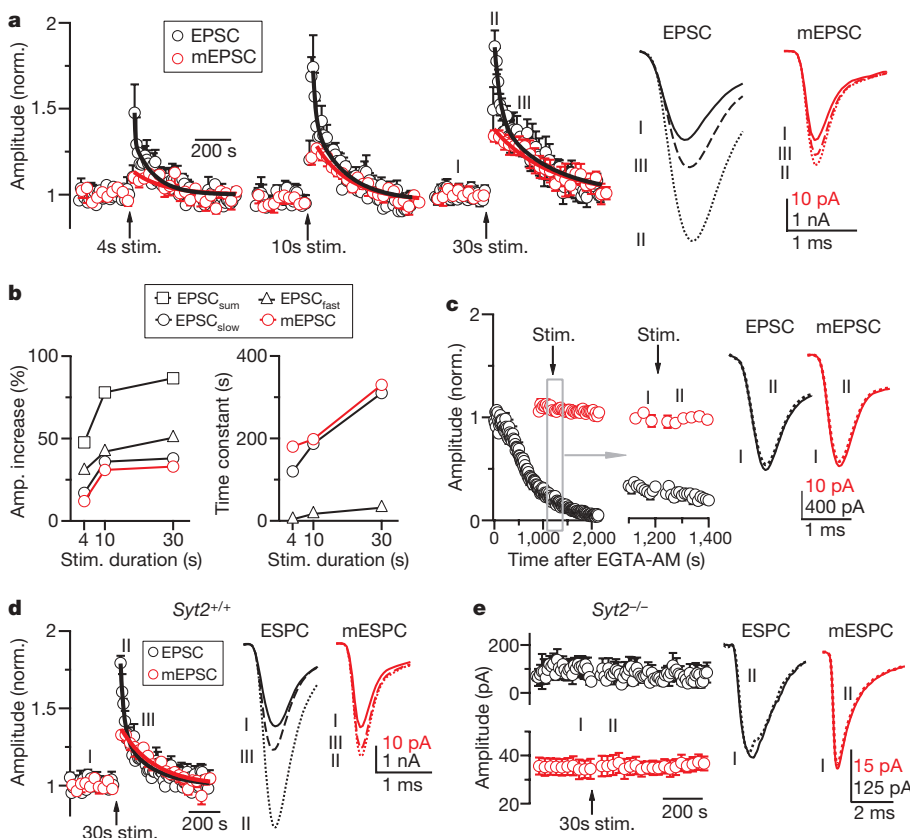 a
Amplitude (norm.)
2
1.5
1
EPSC
mEPSC
200 s
4s stim.
10s stim.
30s stim.
I
II
III
EPSC
mEPSC
I
III
II
I
III
II
10 pA
1 nA
1 ms
b
EPSCsum
EPSCfast
EPSCslow
mEPSC
Amp. increase (%)
100
50
0
4 10 30
Stim. duration (s)
Time constant (s)
400
200
0
4 10 30
Stim. duration (s)
c
Amplitude (norm.)
2
1
0
Stim.
Stim.
I
II
0 1,000 2,000
1,200 1,400
Time after EGTA-AM (s)
EPSC
mEPSC
II
I
II
I
10 pA
400 pA
1 ms
d
Syt2+/+
Amplitude (norm.)
2
1.5
1
EPSC
mEPSC
I
II
III
30s stim.
200 s
ESPC
mESPC
I
III
II
I
III
II
10 pA
1 nA
1 ms
e
Syt2–/–
Amplitude (pA)
200
0
60
40
20
I
II
30s stim.
200 s
ESPC
mESPC
II
I
II
I
15 pA
125 pA
2 ms